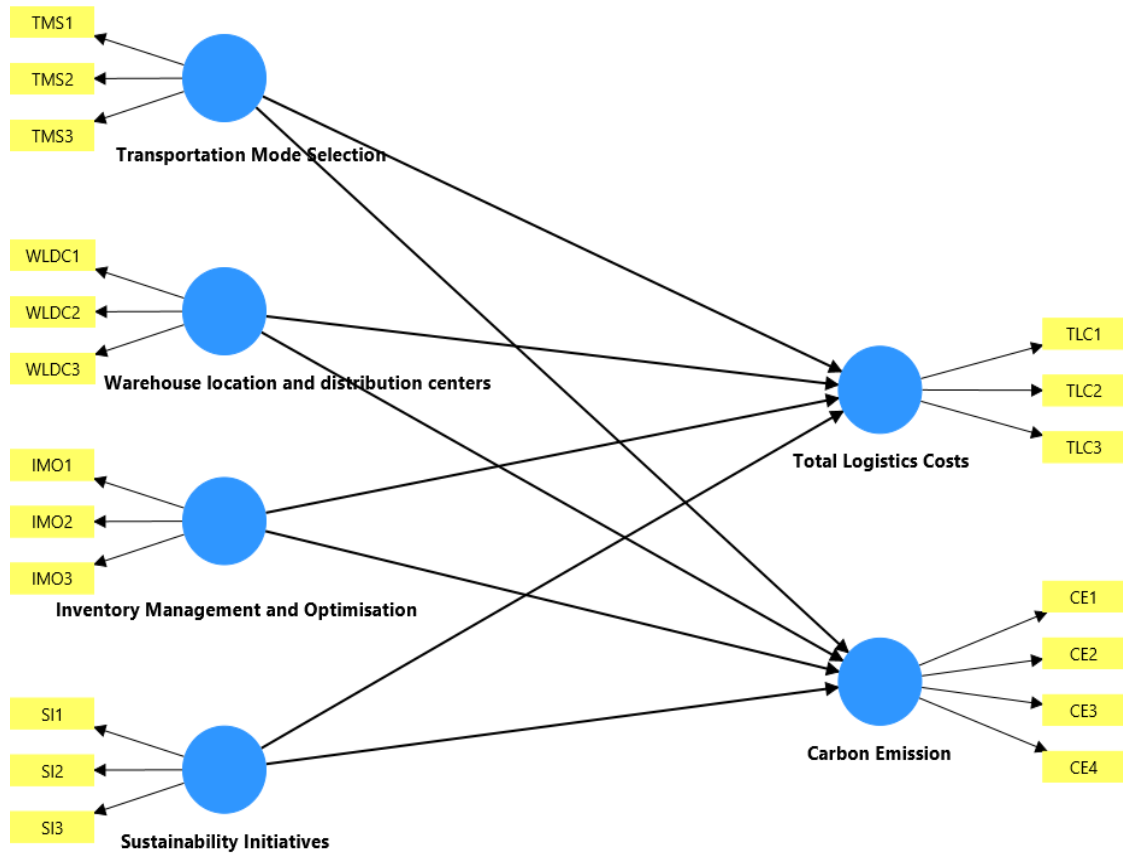 TMS1
TMS2
TMS3
Transportation Mode Selection
WLDC1
WLDC2
WLDC3
Warehouse location and distribution centers
IMO1
IMO2
IMO3
Inventory Management and Optimisation
SI1
SI2
SI3
Sustainability Initiatives
TLC1
TLC2
TLC3
Total Logistics Costs
CE1
CE2
CE3
CE4
Carbon Emission